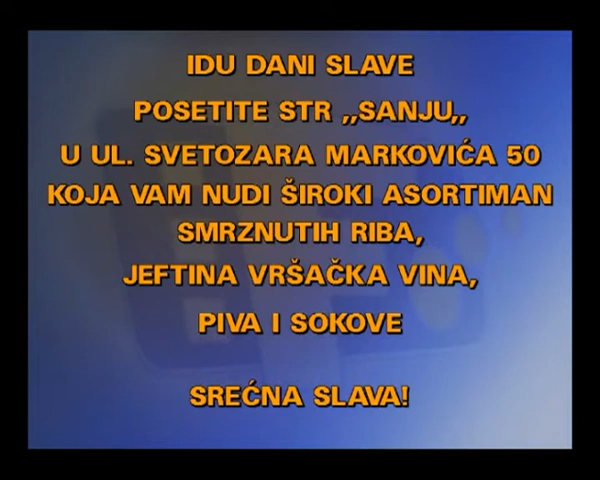 IDU DANI SLAVE
POSETITE STR „SANJU„
U UL. SVETOZARA MARKOVIĆA 50
KOJA VAM NUDI ŠIROKI ASORTIMAN
SMRZNUTIH RIBA,
JEFTINA VRŠAČKA VINA,
PIVA I SOKOVE
SREĆNA SLAVA!